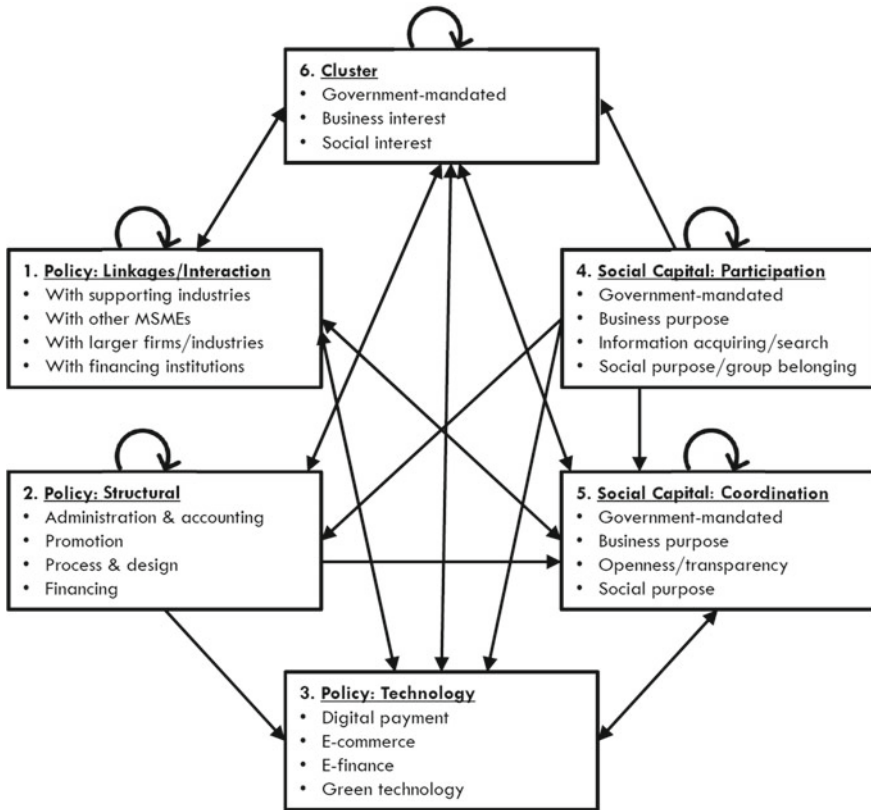 6. Cluster
• Government-mandated
• Business interest
• Social interest
1. Policy: Linkages/Interaction
• With supporting industries
• With other MSMEs
• With larger firms/industries
• With financing institutions
4. Social Capital: Participation
• Government-mandated
• Business purpose
• Information acquiring/search
• Social purpose/group belonging
2. Policy: Structural
• Administration & accounting
• Promotion
• Process & design
• Financing
5. Social Capital: Coordination
• Government-mandated
• Business purpose
• Openness/transparency
• Social purpose
3. Policy: Technology
• Digital payment
• E-commerce
• E-finance
• Green technology